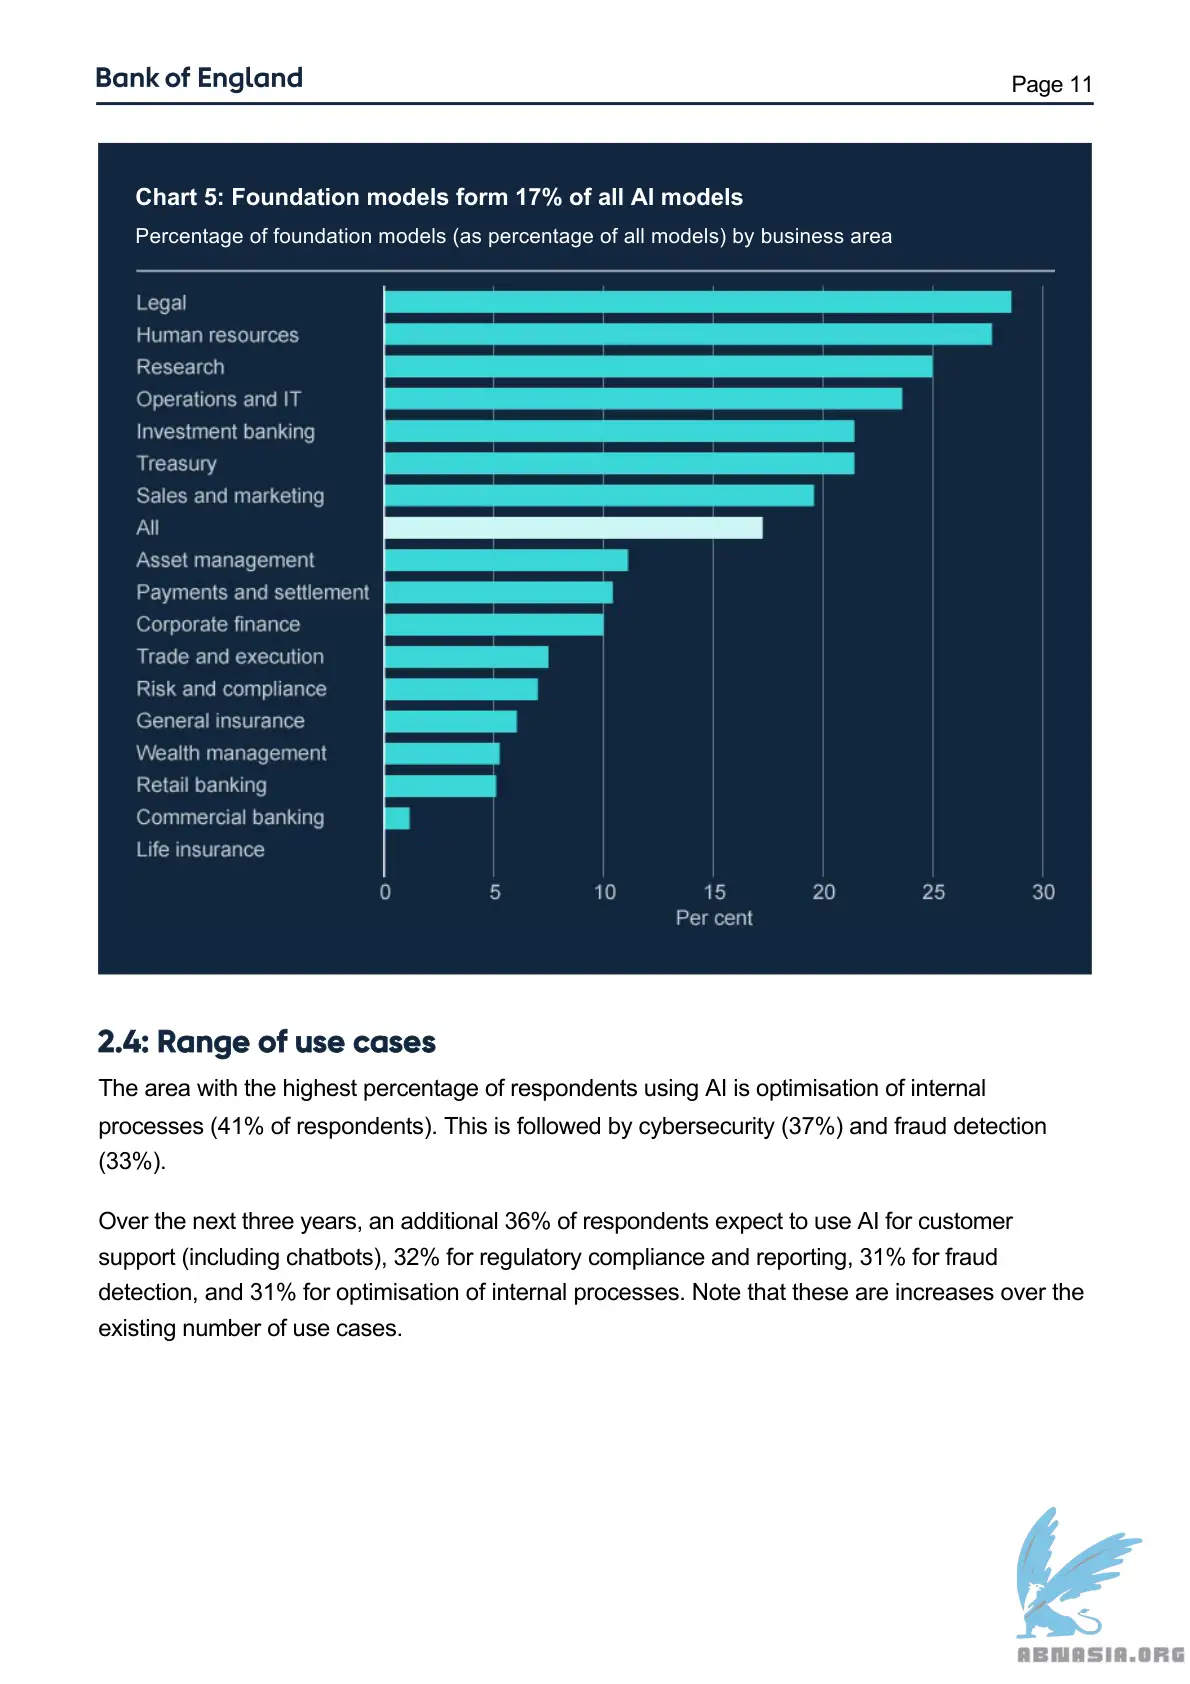 Bank of England
Page 11
Chart 5: Foundation models form 17% of all AI models
Percentage of foundation models (as percentage of all models) by business area
Legal
Human resources
Research
Operations and IT
Investment banking
Treasury
Sales and marketing
All
Asset management
Payments and settlement
Corporate finance
Trade and execution
Risk and compliance
General insurance
Wealth management
Retail banking
Commercial banking
Life insurance
0 5 10 15 20 25 30
Per cent
2.4: Range of use cases
The area with the highest percentage of respondents using AI is optimisation of internal
processes (41% of respondents). This is followed by cybersecurity (37%) and fraud detection
(33%).
Over the next three years, an additional 36% of respondents expect to use AI for customer
support (including chatbots), 32% for regulatory compliance and reporting, 31% for fraud
detection, and 31% for optimisation of internal processes. Note that these are increases over the
existing number of use cases.
ABNASIA.ORG